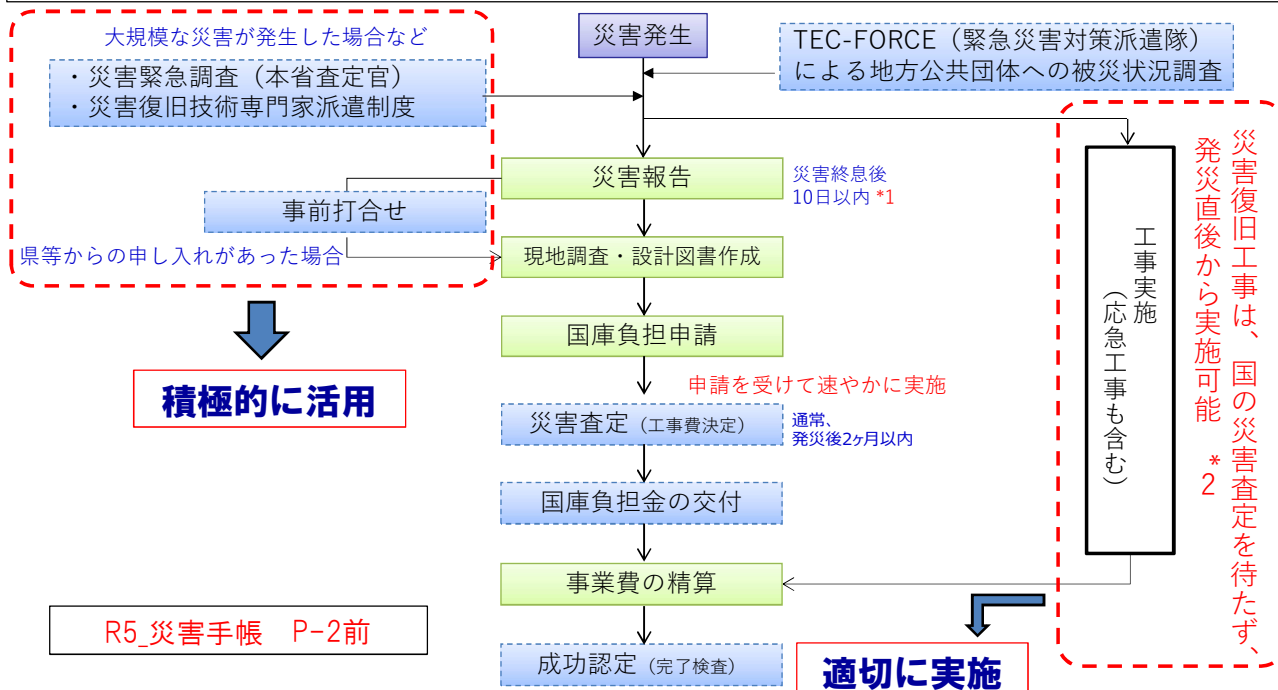 大規模な災害が発生した場合など
・災害緊急調査（本省査定官）
・災害復旧技術専門家派遣制度
災害発生
TEC-FORCE（緊急災害対策派遣隊）
による地方公共団体への被災状況調査
災害報告
災害終息後
10日以内 *1
事前打合せ
県等からの申し入れがあった場合
現地調査・設計図書作成
国庫負担申請
積極的に活用
申請を受けて速やかに実施
災害査定（工事費決定）
通常、
発災後2ヶ月以内
国庫負担金の交付
事業費の精算
成功認定（完了検査）
工事実施
（応急工事も含む）
災害復旧工事は、国の災害査定を待たず、
発災直後から実施可能 *2
適切に実施
R5_災害手帳 P-2前